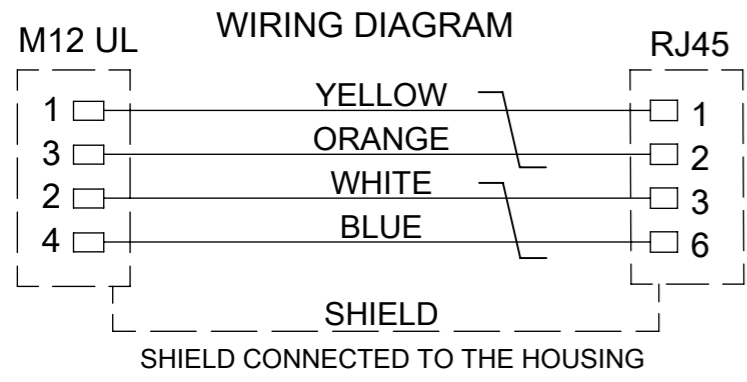 WIRING DIAGRAM
M12 UL RJ45
1 YELLOW 1
3 ORANGE 2
2 WHITE 3
4 BLUE 6
SHIELD
SHIELD CONNECTED TO THE HOUSING